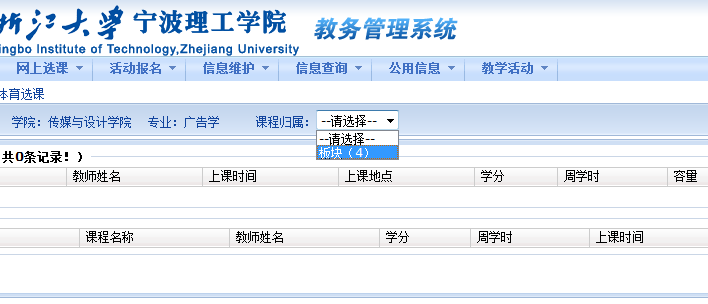 浙江大学宁波理工学院 教务管理系统
ingbo Institute of Technology,Zhejiang University
网上选课 活动报名 信息维护 信息查询 公用信息 教学活动
体育选课
学院：传媒与设计学院 专业：广告学 课程归属： --请选择--
--请选择--
板块（4）
共0条记录！）
教师姓名 上课时间 上课地点 学分 周学时 容量
课程名称 教师姓名 学分 周学时 上课时间